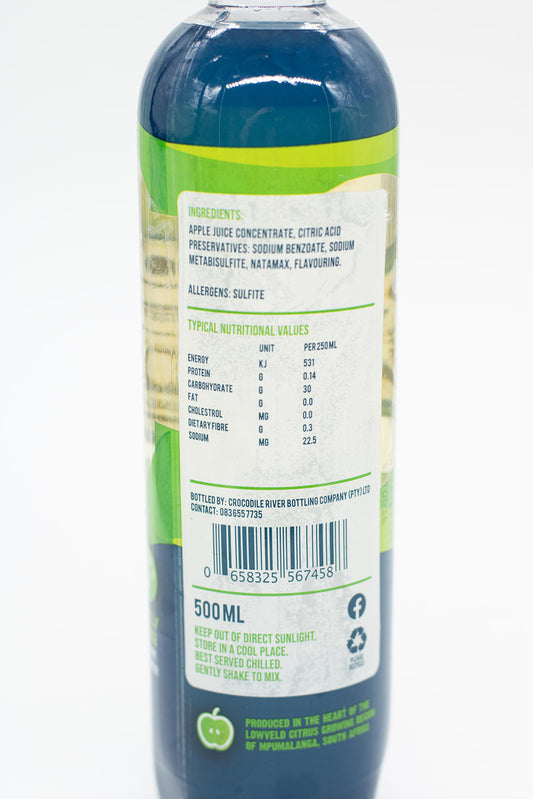 INGREDIENTS:
APPLE JUICE CONCENTRATE, CITRIC ACID
PRESERVATIVES: SODIUM BENZOATE, SODIUM
METABISULFITE, NATAMAX, FLAVOURING.
ALLERGENS: SULFITE
TYPICAL NUTRITIONAL VALUES
UNIT PER 250ML
ENERGY KJ 531
PROTEIN G 0.14
CARBOHYDRATE G 30
FAT G 0.0
CHOLESTROL MG 0.0
DIETARY FIBRE G 0.3
SODIUM MG 22.5
BOTTLED BY: CROCODILE RIVER BOTTLING COMPANY (PTY) LTD
CONTACT: 0836557735
0 658325 567458
500ML
KEEP OUT OF DIRECT SUNLIGHT.
STORE IN A COOL PLACE.
BEST SERVED CHILLED.
GENTLY SHAKE TO MIX.
PLEASE
RECYCLE
PRODUCED IN THE HEART OF THE
LOWVELD CITRUS GROWING REGION
OF MPUMALANGA, SOUTH AFRICA